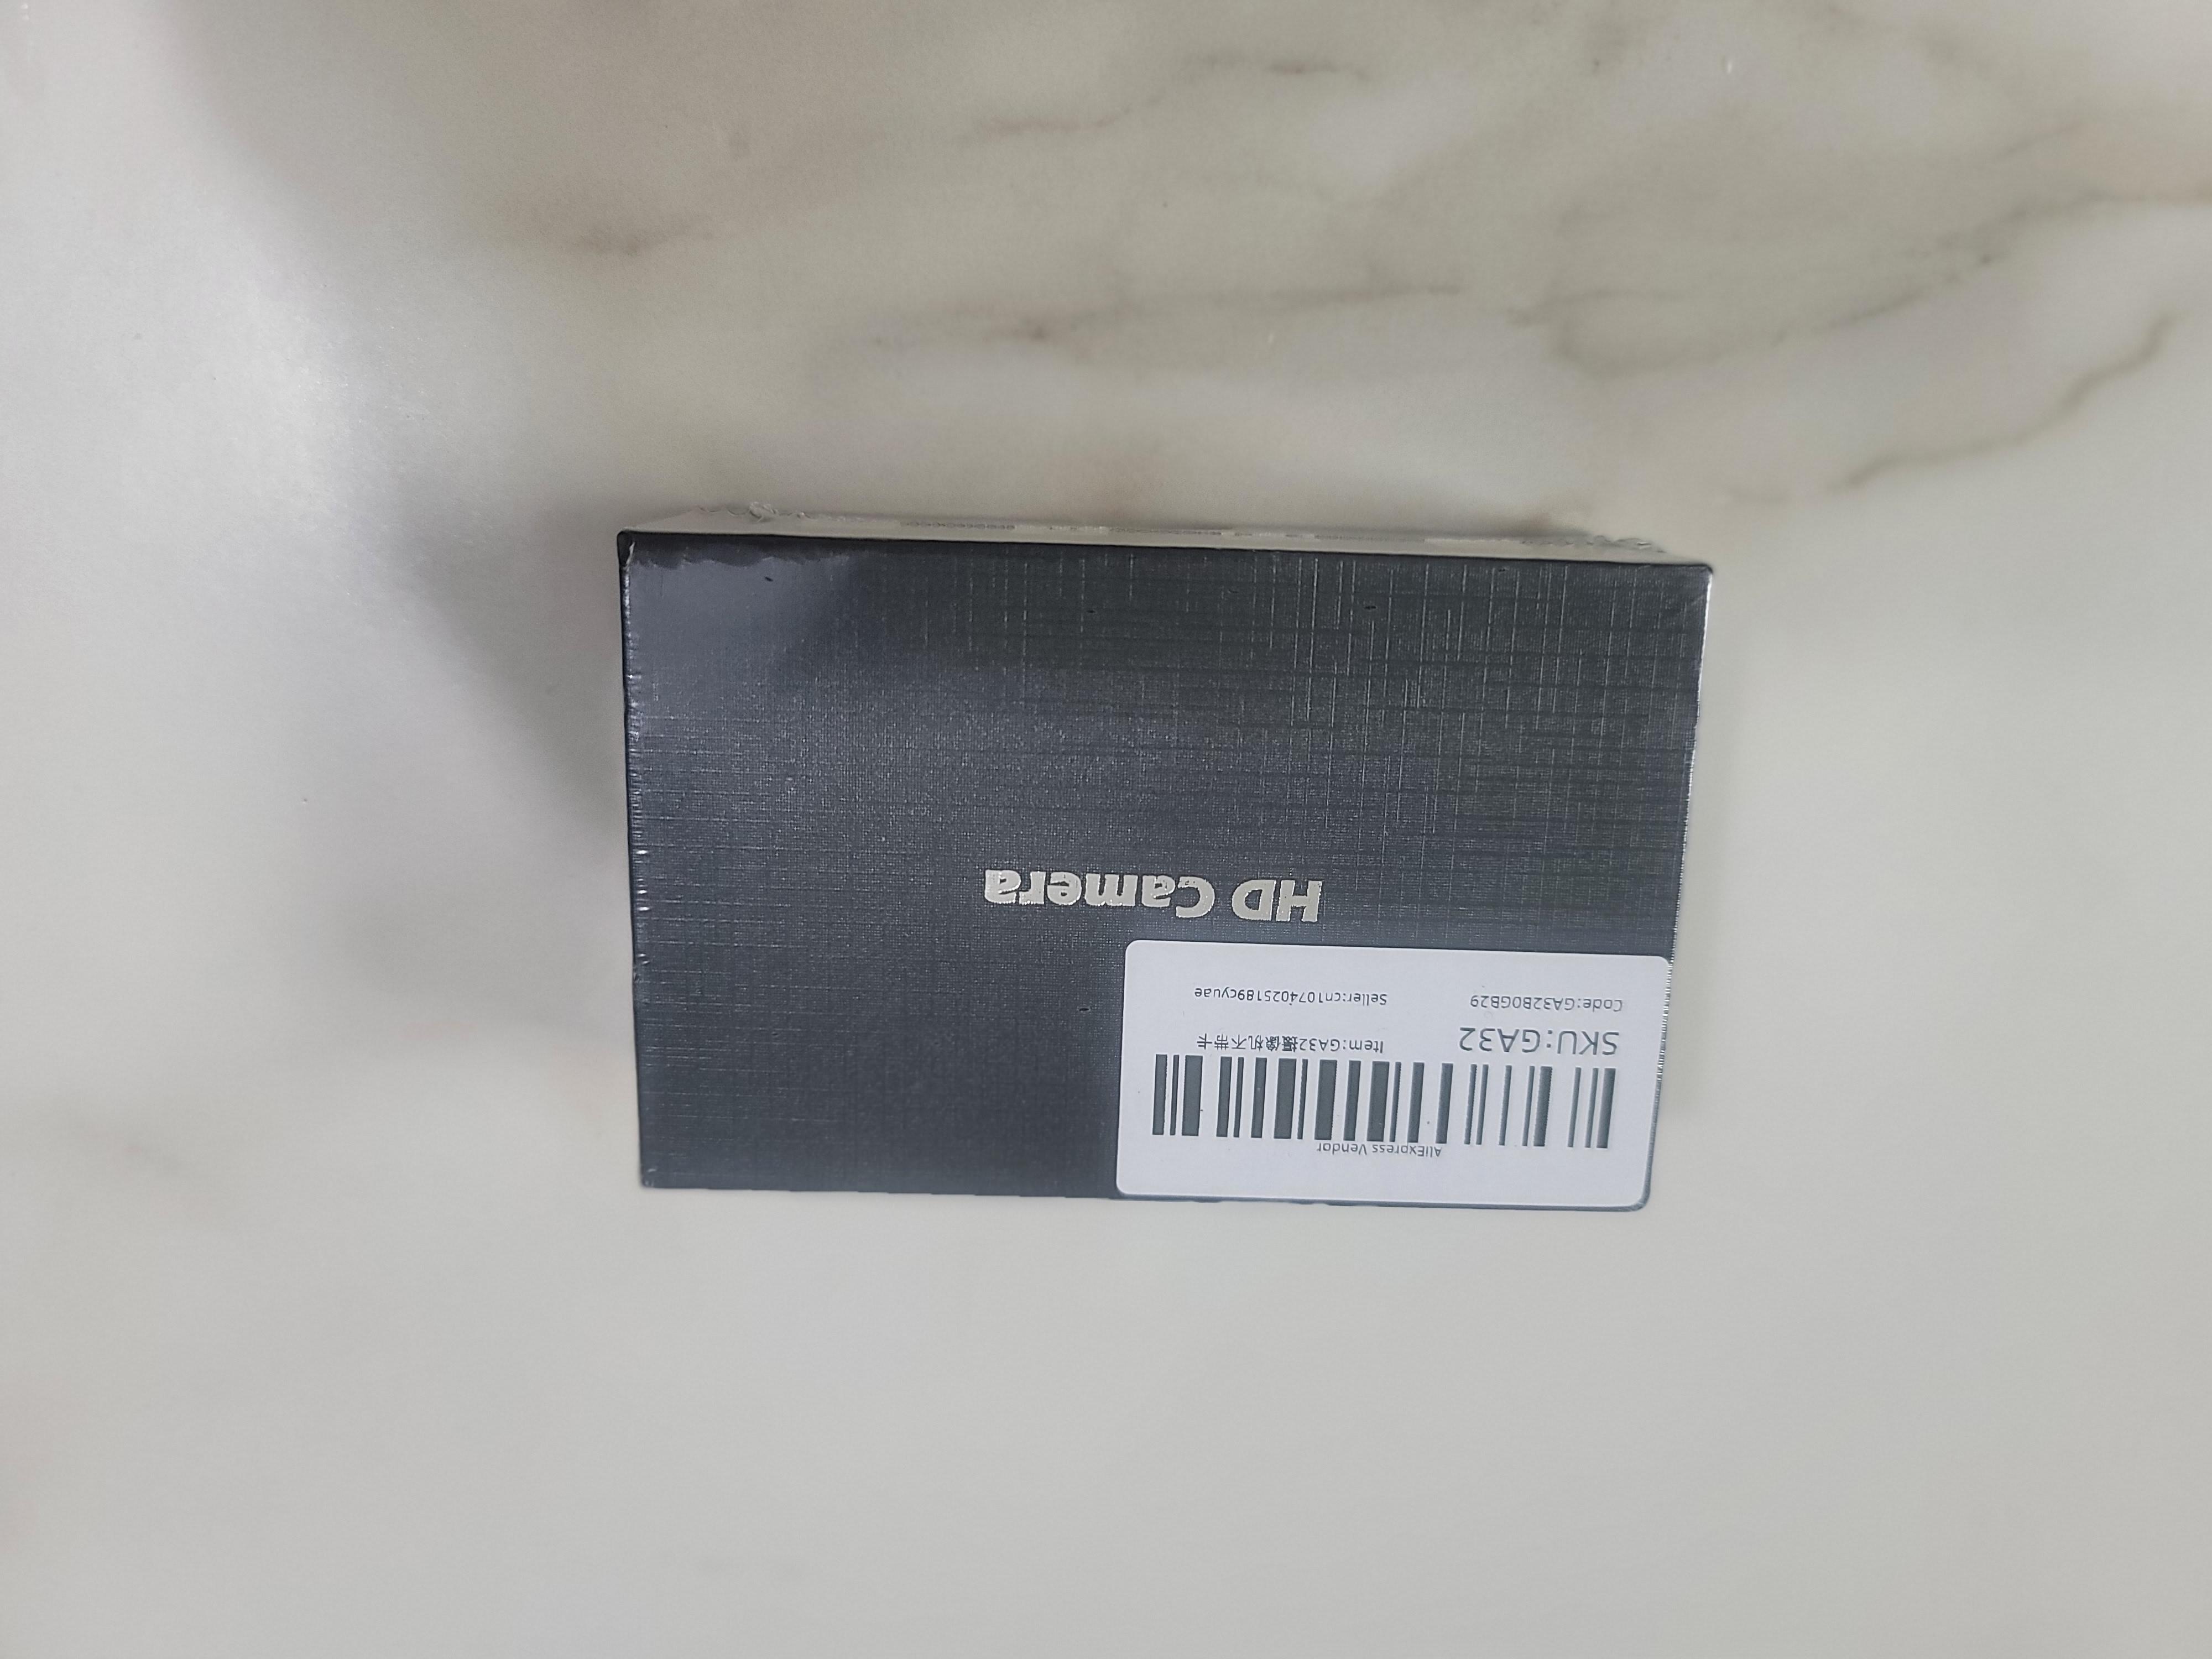 HD Camera
Code:GA32B0GB29 Seller:cn1074025189cyuae
SKU:GA32 Item:GA32摄像机不带卡
AliExpress Vendor